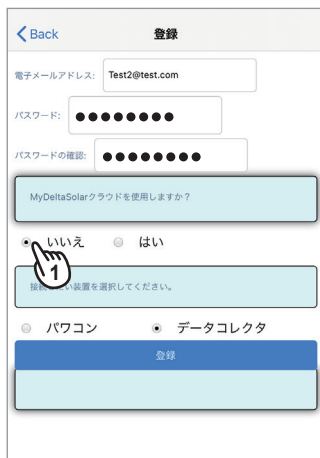 Back 登録
電子メールアドレス: Test2@test.com
パスワード: ●●●●●●●●
パスワードの確認: ●●●●●●●●
MyDeltaSolarクラウドを使用しますか？
いいえ はい
1
接続したい装置を選択してください。
パワコン データコレクタ
登録